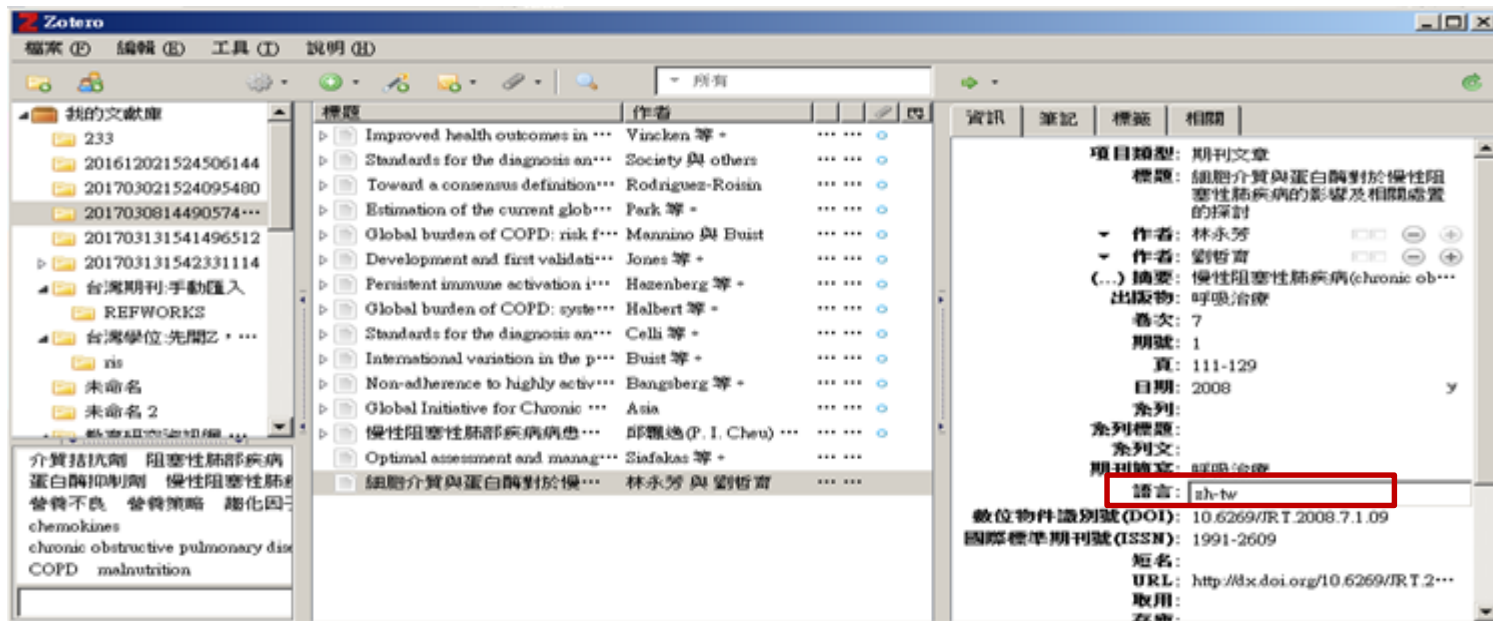 Zotero
檔案 (F) 編輯 (E) 工具 (T) 說明 (H)
所有
我的文獻庫
233
2016120215245061​44
201703021524095480
20170308144905​74…
201703131541496512
201703131542331114
台灣期刊:手動匯入
REFWORKS
台灣學位:先開Z，…
ris
未命名
未命名 2
介質拮抗劑 阻塞性肺部疾病
蛋白酶抑制劑 慢性阻塞性肺
營養不良 營養策略 趨化因子
chemokines
chronic obstructive pulmonary dise
COPD malnutrition
標題 作者
Improved health outcomes in … Vincken 等。 … …
Standards for the diagnosis an… Society 與 others … …
Toward a consensus definition… Rodriguez-Roisin … …
Estimation of the current glob… Park 等。 … …
Global burden of COPD: risk f… Mannino 與 Buist … …
Development and first validati… Jones 等。 … …
Persistent immune activation i… Hazenberg 等。 … …
Global burden of COPD: syste… Halbert 等。 … …
Standards for the diagnosis an… Celli 等。 … …
International variation in the p… Buist 等。 … …
Non-adherence to highly activ… Bangsberg 等。 … …
Global Initiative for Chronic … Asia … …
慢性阻塞性肺部疾病病患… 邱飄逸(P. I. Cheu) … … …
Optimal assessment and manag… Siafakas 等。 … …
細胞介質與蛋白酶對於慢… 林永芳 與 劉哲育 … …
資訊 筆記 標籤 相關
項目類型: 期刊文章
標題: 細胞介質與蛋白酶對於慢性阻
塞性肺疾病的影響及相關處置
的探討
作者: 林永芳
作者: 劉哲育
(...) 摘要: 慢性阻塞性肺疾病(chronic ob…
出版物: 呼吸治療
卷次: 7
期號: 1
頁: 111-129
日期: 2008 y
系列:
系列標題:
系列文:
期刊簡寫: 呼吸治療
語言: zh-tw
數位物件識別號(DOI): 10.6269/JRT.2008.7.1.09
國際標準期刊號(ISSN): 1991-2609
短名:
URL: http://dx.doi.org/10.6269/JRT.2…
取用: